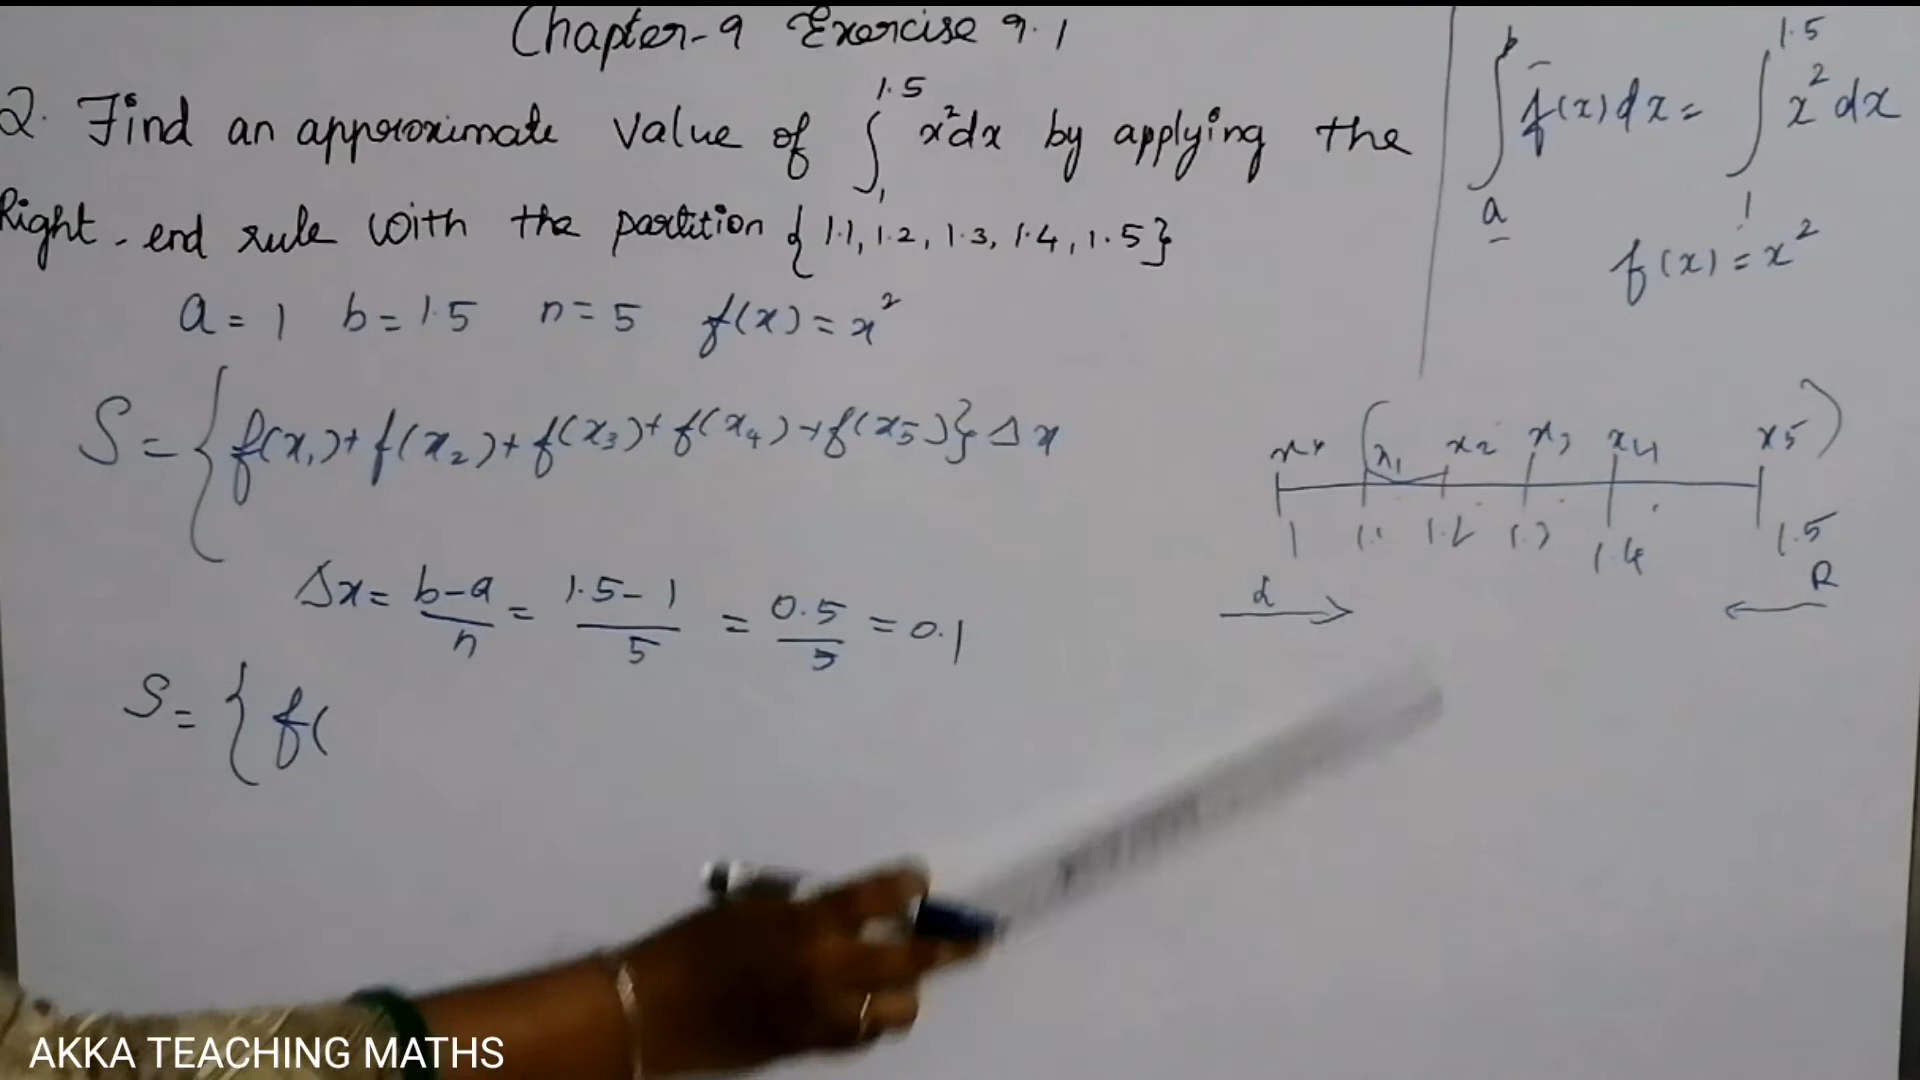 Chapter-9 Exercise 9.1
2. Find an approximate value of ∫₁^1.5 x²dx by applying the
Right-end rule with the partition {1.1, 1.2, 1.3, 1.4, 1.5}
a = 1 b = 1.5 n = 5 f(x) = x²
S = {f(x₁) + f(x₂) + f(x₃) + f(x₄) + f(x₅)} Δx
Δx = b-a/n = 1.5-1/5 = 0.5/5 = 0.1
S = { f(
∫ₐ^b f(x)dx = ∫₁^1.5 x² dx
f(x) = x²
x₁ x₂ x₃ x₄ x₅
1 1.1 1.2 1.3 1.4 1.5
L R
AKKA TEACHING MATHS